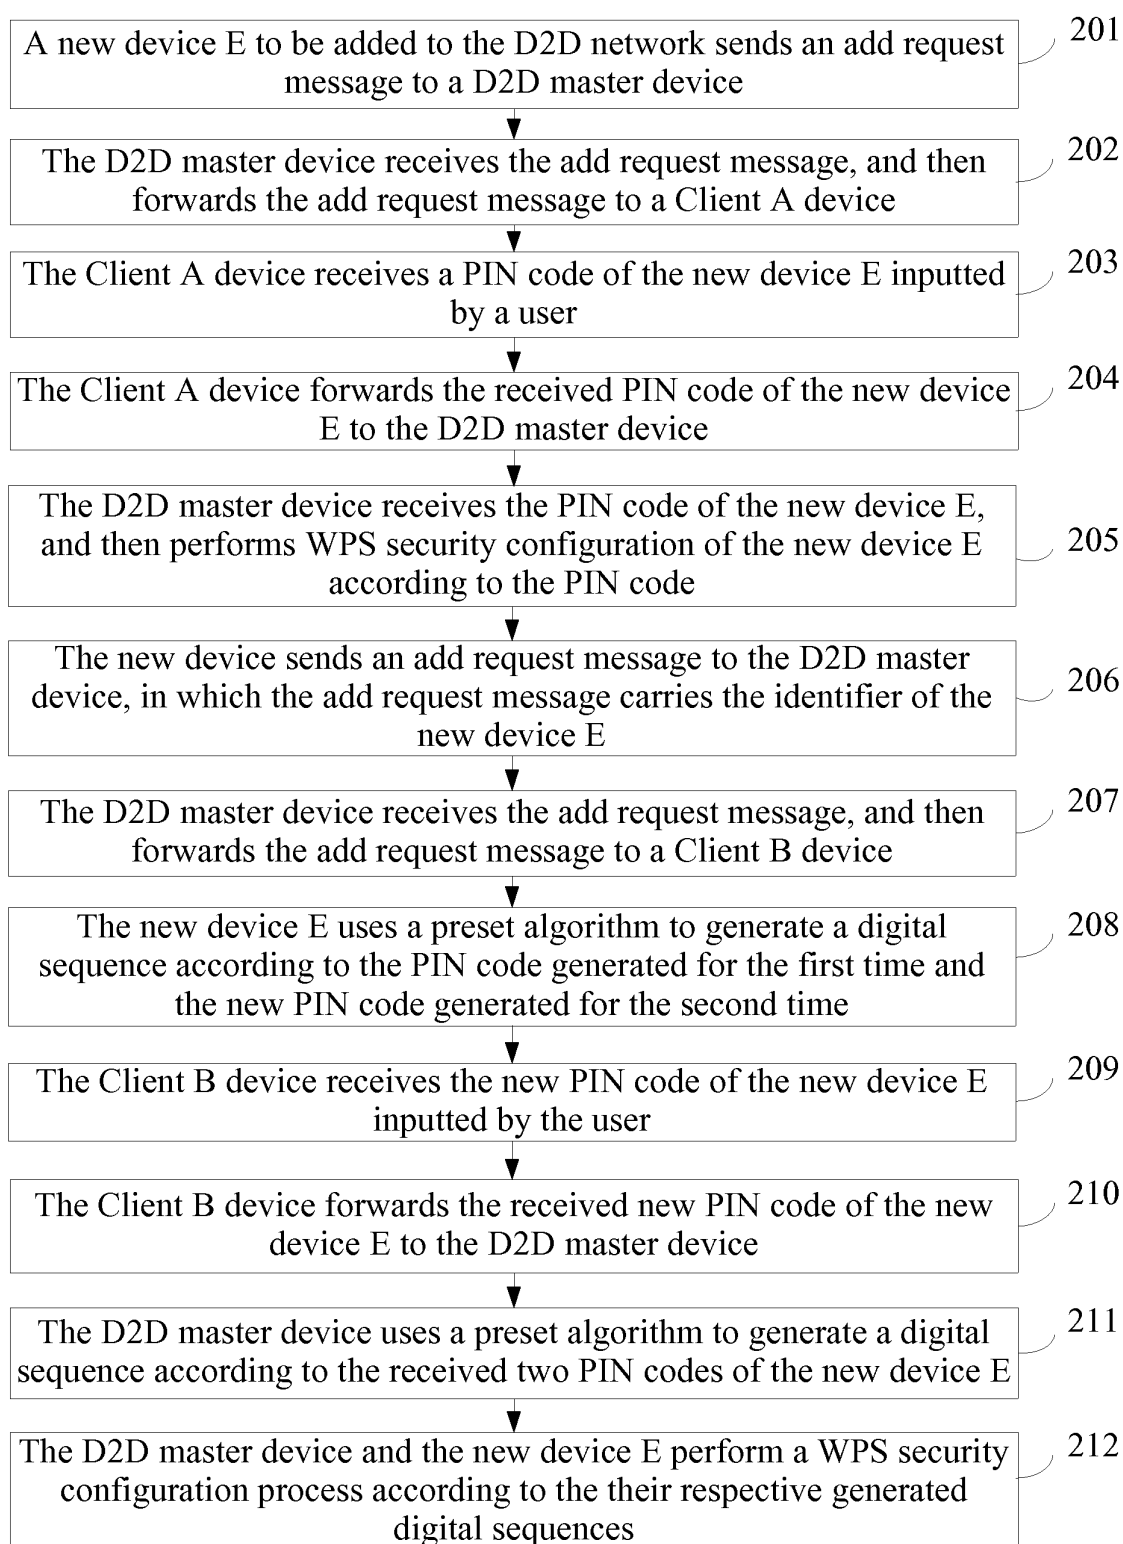 A new device E to be added to the D2D network sends an add request
message to a D2D master device
201
The D2D master device receives the add request message, and then
forwards the add request message to a Client A device
202
The Client A device receives a PIN code of the new device E inputted
by a user
203
The Client A device forwards the received PIN code of the new device
E to the D2D master device
204
The D2D master device receives the PIN code of the new device E,
and then performs WPS security configuration of the new device E
according to the PIN code
205
The new device sends an add request message to the D2D master
device, in which the add request message carries the identifier of the
new device E
206
The D2D master device receives the add request message, and then
forwards the add request message to a Client B device
207
The new device E uses a preset algorithm to generate a digital
sequence according to the PIN code generated for the first time and
the new PIN code generated for the second time
208
The Client B device receives the new PIN code of the new device E
inputted by the user
209
The Client B device forwards the received new PIN code of the new
device E to the D2D master device
210
The D2D master device uses a preset algorithm to generate a digital
sequence according to the received two PIN codes of the new device E
211
The D2D master device and the new device E perform a WPS security
configuration process according to the their respective generated
digital sequences
212